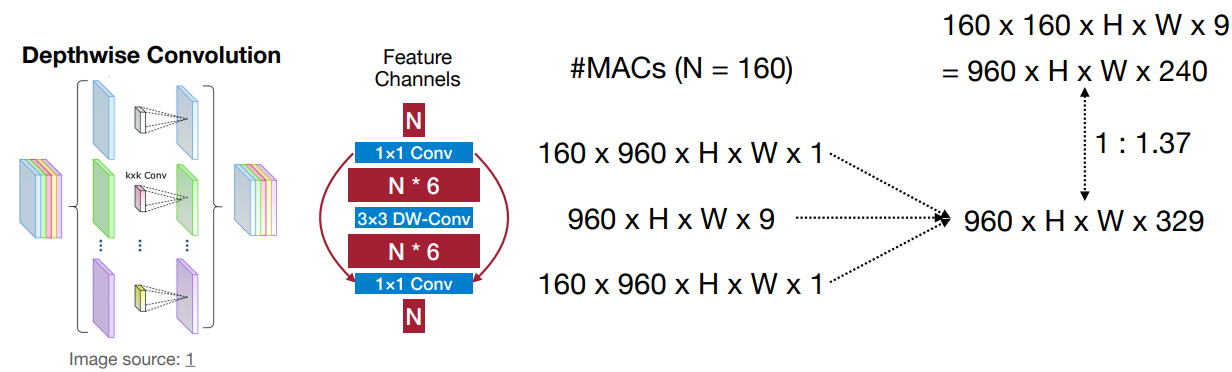 Depthwise Convolution
kxk Conv
Image source: 1
Feature
Channels
N
1×1 Conv
N * 6
3×3 DW-Conv
N * 6
1×1 Conv
N
#MACs (N = 160)
160 x 960 x H x W x 1
960 x H x W x 9
160 x 960 x H x W x 1
160 x 160 x H x W x 9
= 960 x H x W x 240
1 : 1.37
960 x H x W x 329